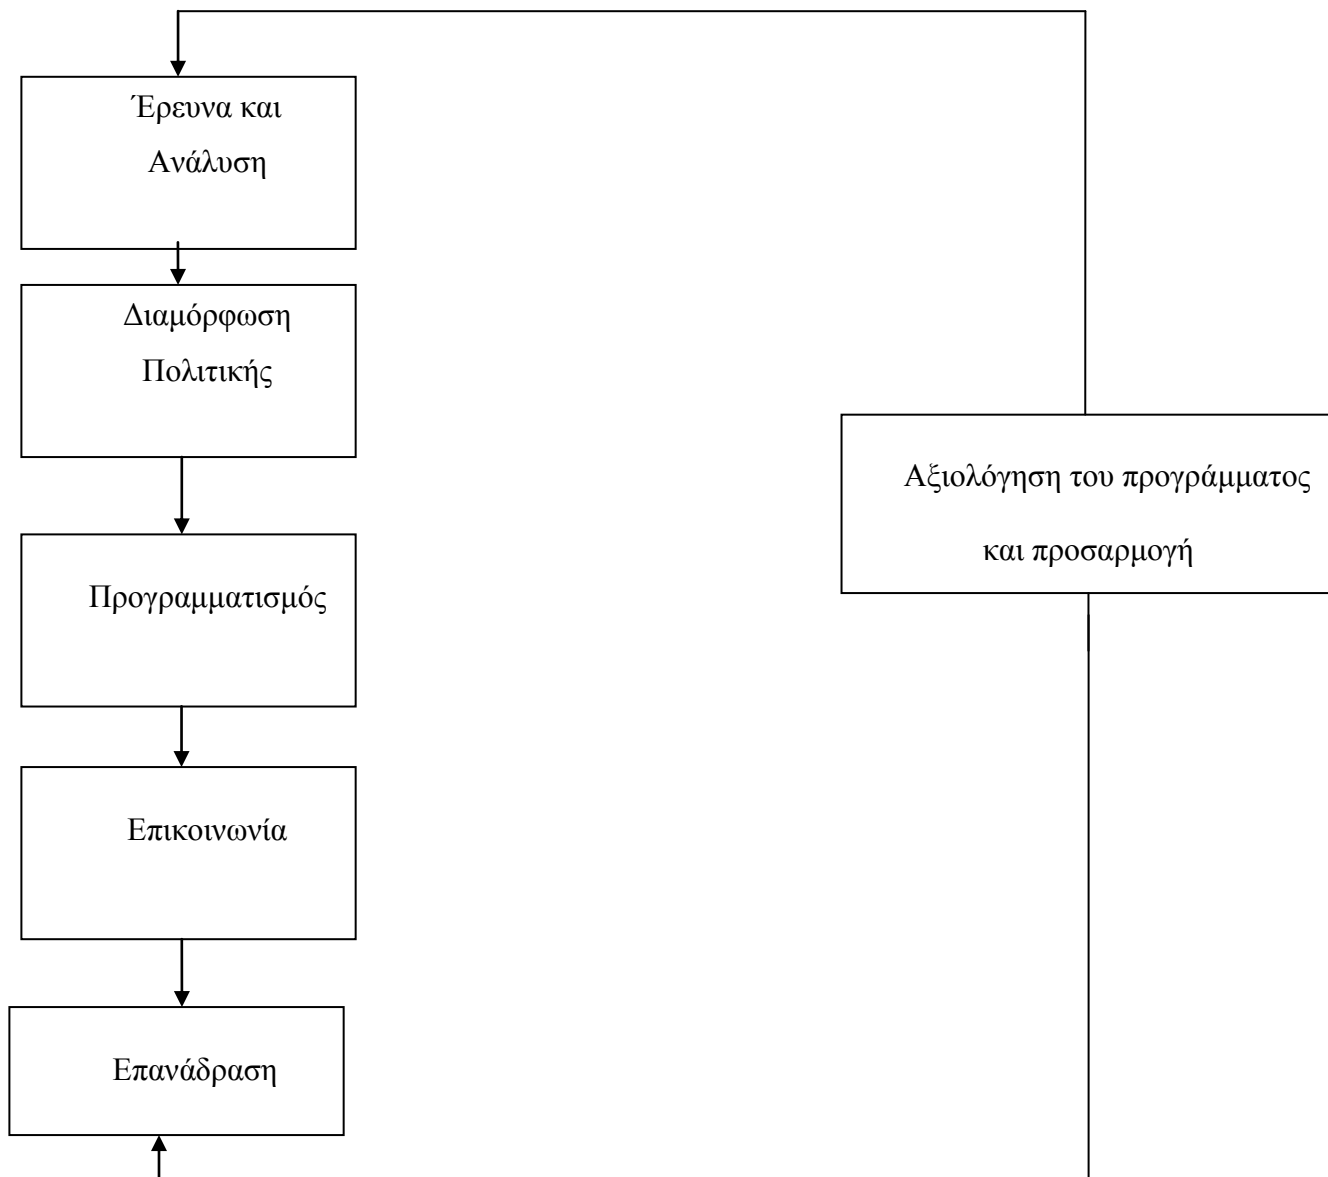 Έρευνα και
Ανάλυση
Διαμόρφωση
Πολιτικής
Αξιολόγηση του προγράμματος
και προσαρμογή
Προγραμματισμός
Επικοινωνία
Επανάδραση